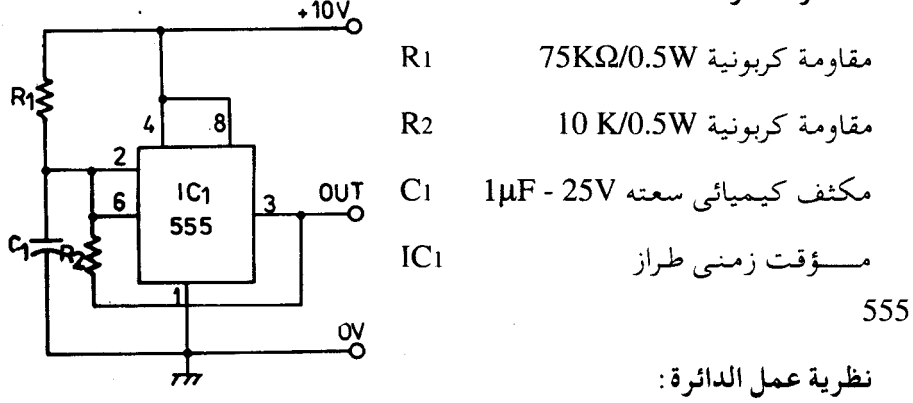 +10V
R1 مقاومة كربونية 75KΩ/0.5W
R1
R2 مقاومة كربونية 10 K/0.5W
4 8
2
6
IC1
555
3
OUT
C1
R2
1
C1 مكثف كيميائى سعته 1µF - 25V
IC1 مـــؤقت زمنى طراز
555
0V
نظرية عمل الدائرة: